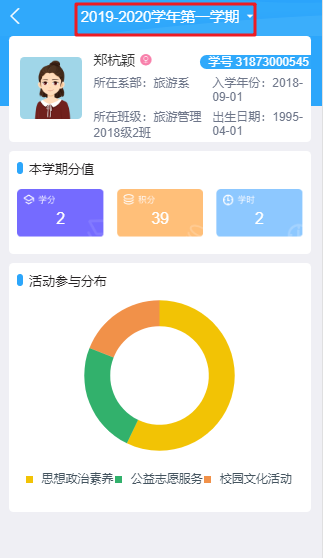 2019-2020学年第一学期
郑杭颖
学号 31873000545
所在系部：旅游系
入学年份：2018-09-01
所在班级：旅游管理2018级2班
出生日期：1995-04-01
本学期分值
学分
2
积分
39
学时
2
活动参与分布
思想政治素养
公益志愿服务
校园文化活动